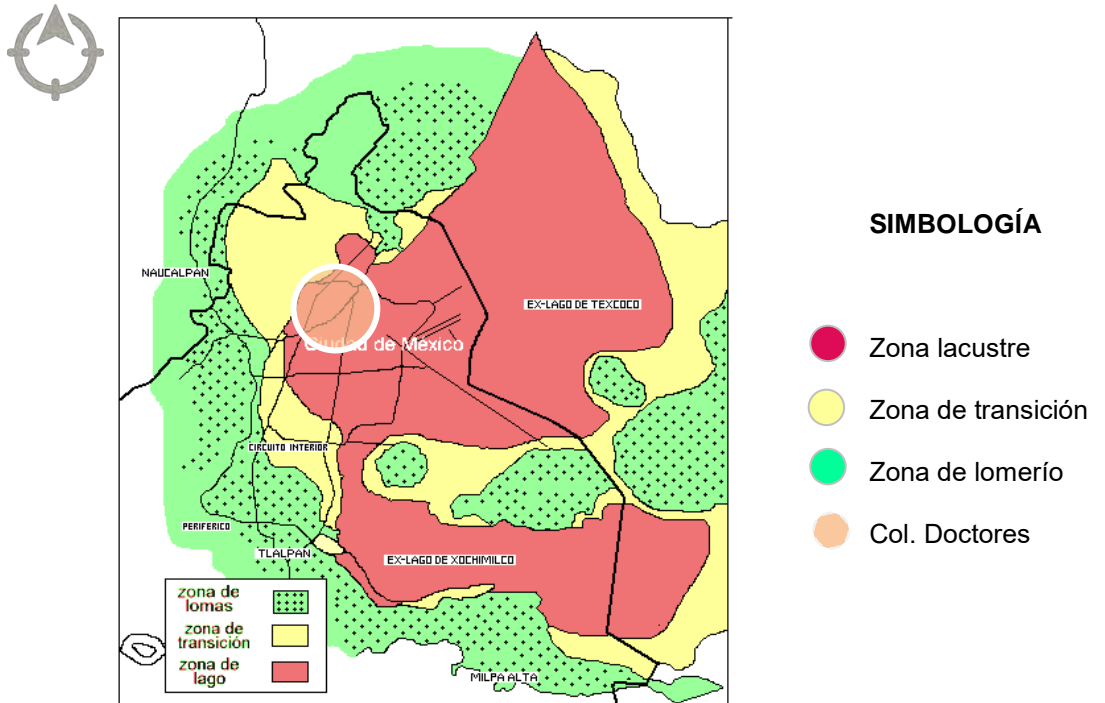 NAUCALPAN
EX-LAGO DE TEXCOCO
Ciudad de México
CIRCUITO INTERIOR
PERIFERICO
TLALPAN
EX-LAGO DE XOCHIMILCO
MILPA ALTA
zona de
lomas
zona de
transición
zona de
lago
SIMBOLOGÍA
Zona lacustre
Zona de transición
Zona de lomerío
Col. Doctores